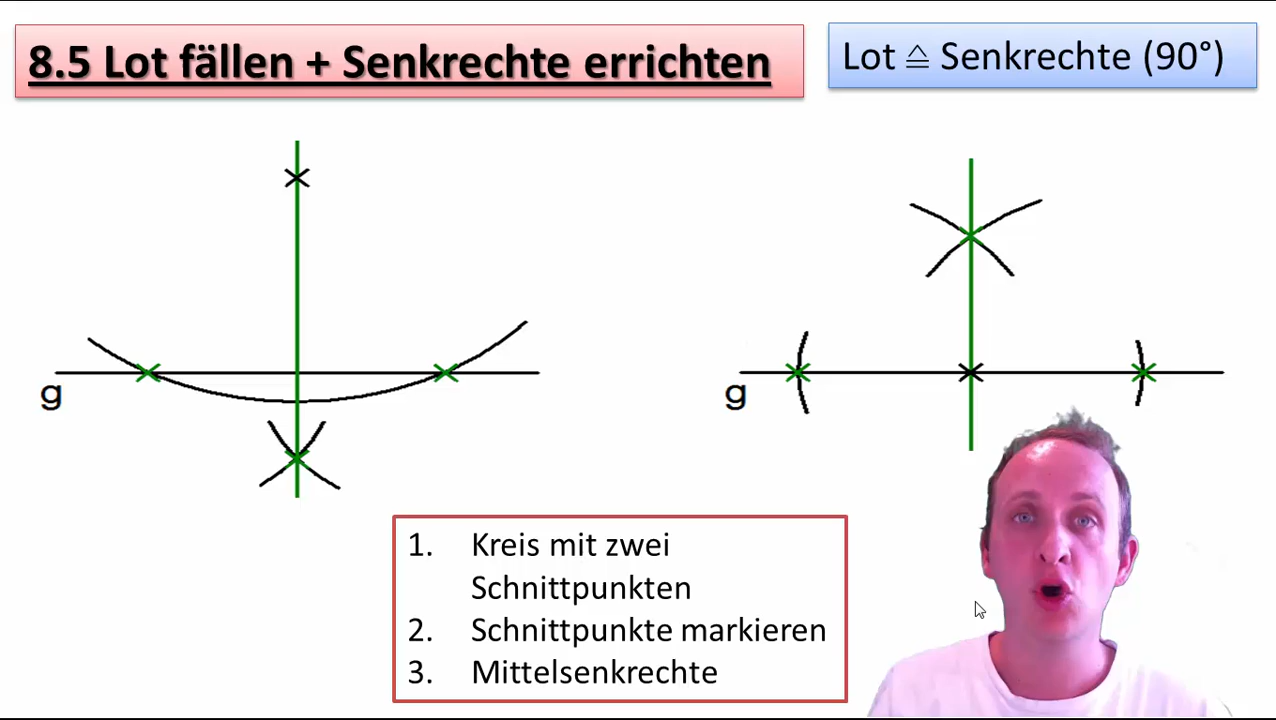 8.5 Lot fällen + Senkrechte errichten
Lot ≙ Senkrechte (90°)
g
g
1. Kreis mit zwei
Schnittpunkten
2. Schnittpunkte markieren
3. Mittelsenkrechte